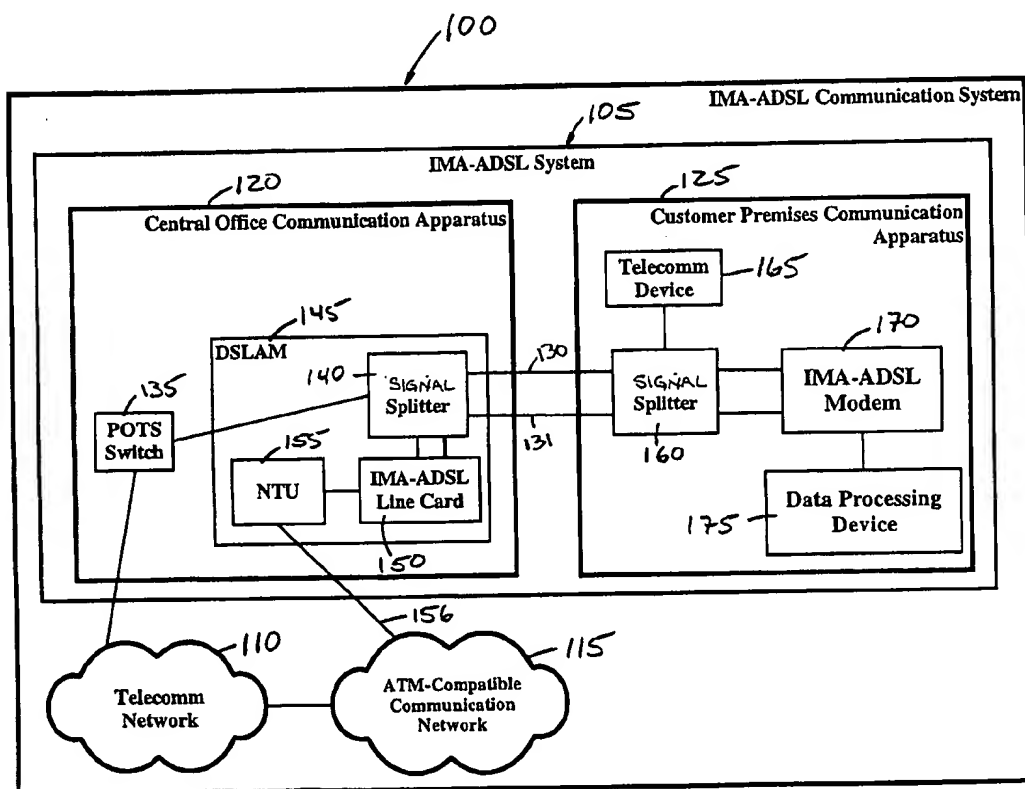 100
IMA-ADSL Communication System
105
IMA-ADSL System
120
Central Office Communication Apparatus
125
Customer Premises Communication
Apparatus
Telecomm
Device
165
145
DSLAM
140
SIGNAL
Splitter
130
131
SIGNAL
Splitter
160
170
IMA-ADSL
Modem
135
POTS
Switch
155
NTU
IMA-ADSL
Line Card
150
175
Data Processing
Device
156
110
Telecomm
Network
115
ATM-Compatible
Communication
Network